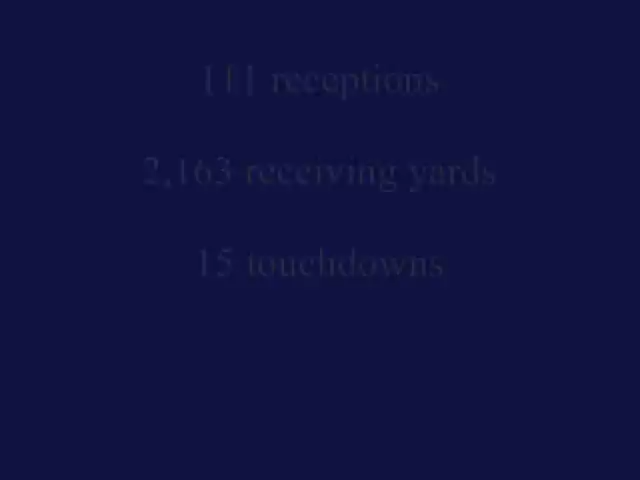 111 receptions
2,163 receiving yards
15 touchdowns